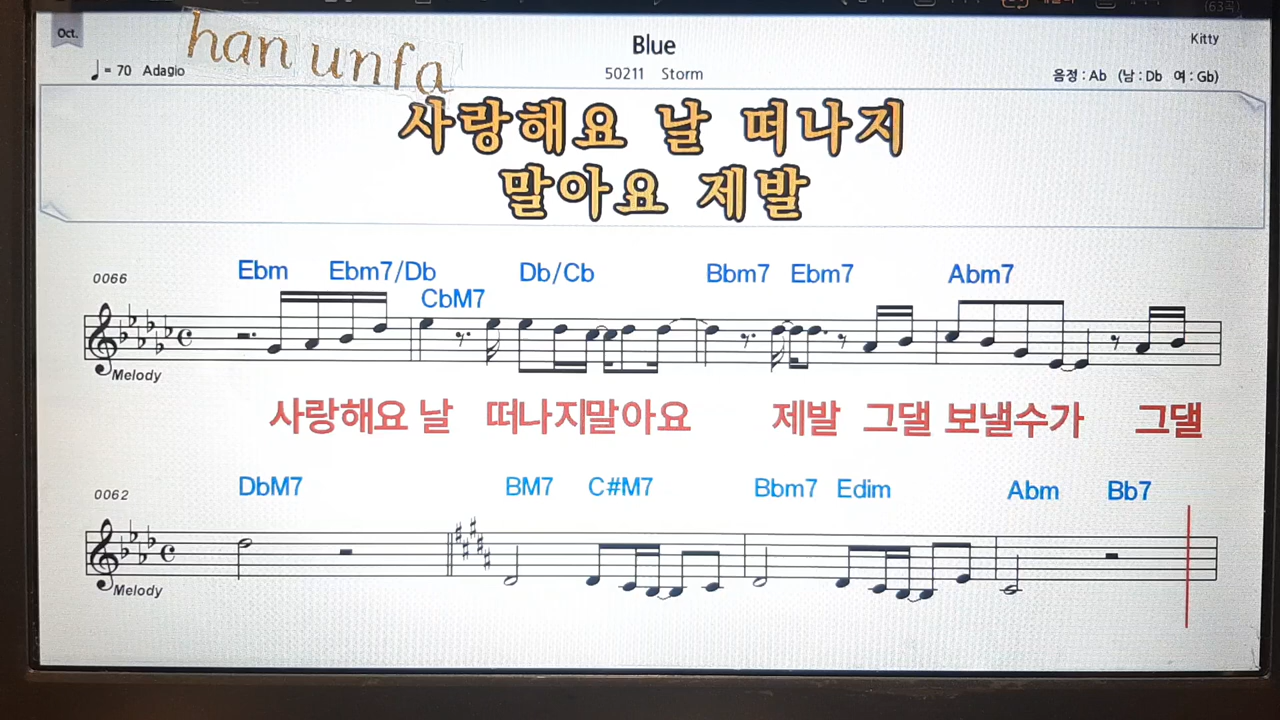 (63곡)
Oct.
han unfa
Blue
Kitty
♩= 70 Adagio
50211 Storm
음정 : Ab (남 : Db 여 : Gb)
사랑해요 날 떠나지
말아요 제발
0066
Ebm Ebm7/Db CbM7 Db/Cb Bbm7 Ebm7 Abm7
Melody
사랑해요 날 떠나지말아요 제발 그댈 보낼수가 그댈
0062
DbM7 BM7 C#M7 Bbm7 Edim Abm Bb7
Melody